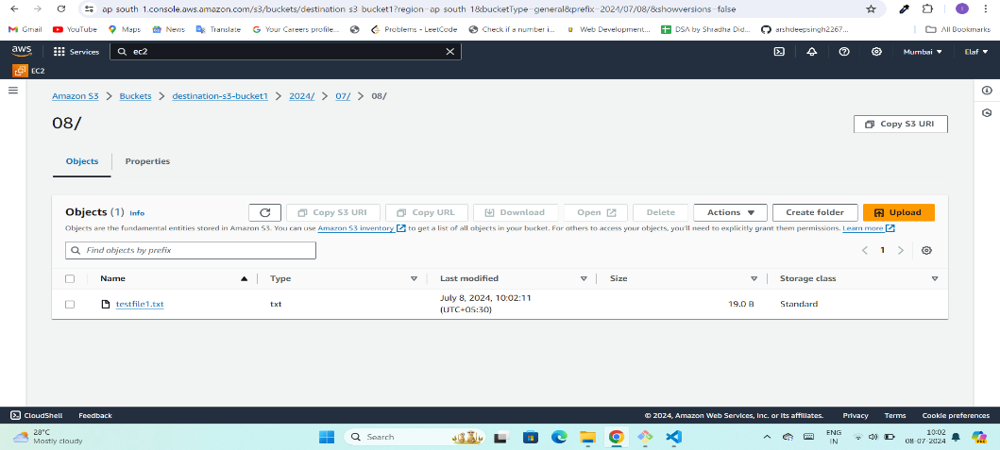 ap south 1.console.aws.amazon.com/s3/buckets/destination s3 bucket1?region=ap south 1&bucketType=general&prefix=2024/07/08/&showversions=false
Gmail YouTube Maps News Translate Your Careers profile... Problems - LeetCode Check if a number i... Web Development... DSA by Shradha Did... arshdeepsingh2267... All Bookmarks
aws Services ec2 Mumbai Elaf
EC2
Amazon S3 Buckets destination-s3-bucket1 2024/ 07/ 08/
08/
Copy S3 URI
Objects Properties
Objects (1) Info
Copy S3 URI Copy URL Download Open Delete Actions Create folder Upload
Objects are the fundamental entities stored in Amazon S3. You can use Amazon S3 inventory to get a list of all objects in your bucket. For others to access your objects, you'll need to explicitly grant them permissions. Learn more
Find objects by prefix
1
Name Type Last modified Size Storage class
testfile1.txt txt July 8, 2024, 10:02:11 (UTC+05:30) 19.0 B Standard
CloudShell Feedback © 2024, Amazon Web Services, Inc. or its affiliates. Privacy Terms Cookie preferences
28°C
Mostly cloudy
Search
ENG
IN
10:02
08-07-2024